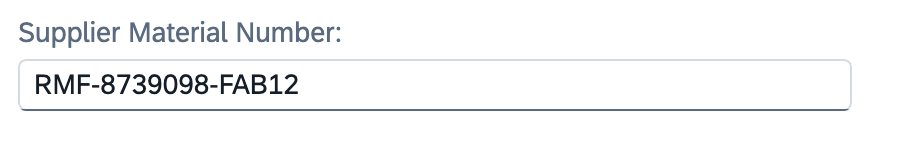 Supplier Material Number:
RMF-8739098-FAB12